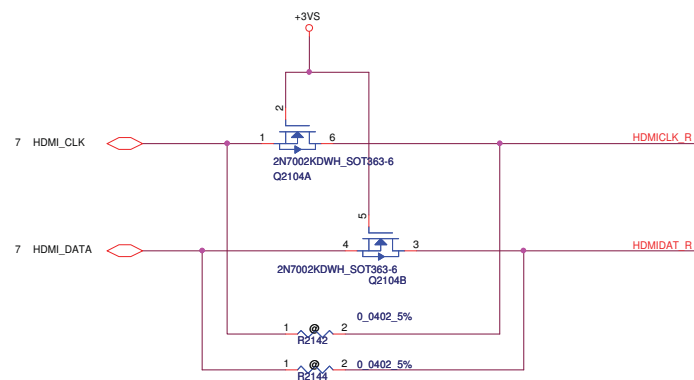 +3VS
2
7 HDMI_CLK 1 6 HDMICLK_R
2N7002KDWH_SOT363-6
Q2104A
5
7 HDMI_DATA 4 3 HDMIDAT_R
2N7002KDWH_SOT363-6
Q2104B
1 @ 2 0_0402_5%
R2142
1 @ 2 0_0402_5%
R2144